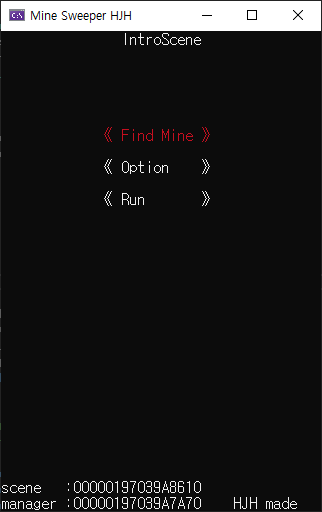 Mine Sweeper HJH
IntroScene
《 Find Mine 》
《 Option 》
《 Run 》
scene :00000197039A8610
manager :00000197039A7A70 HJH made